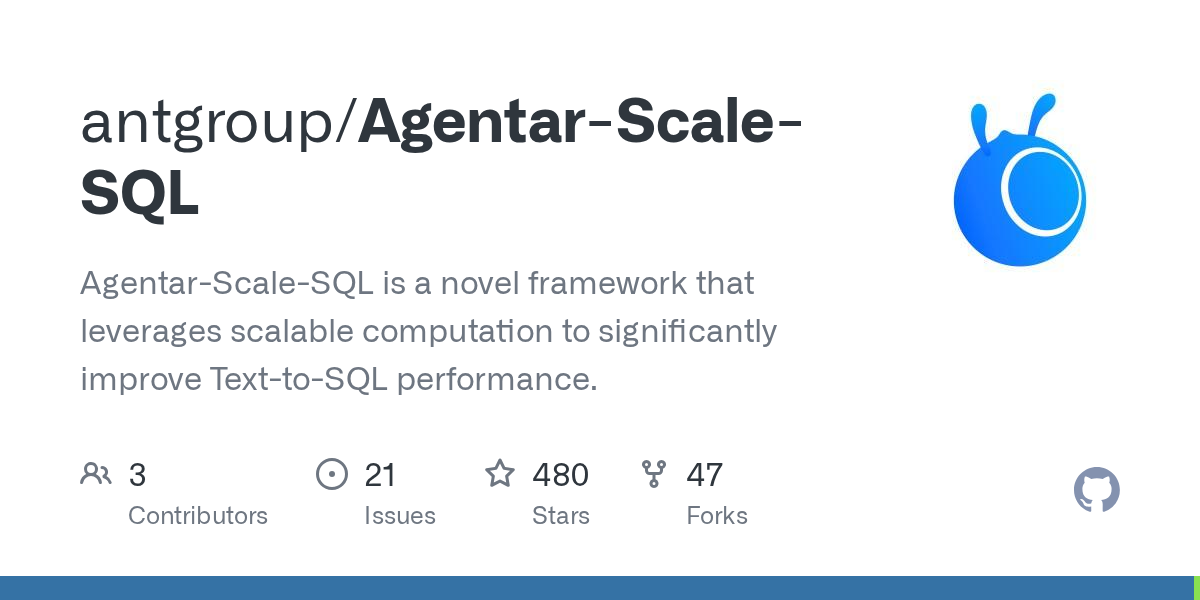 antgroup/Agentar-Scale-
SQL
Agentar-Scale-SQL is a novel framework that
leverages scalable computation to significantly
improve Text-to-SQL performance.
3 21 480 47
Contributors Issues Stars Forks